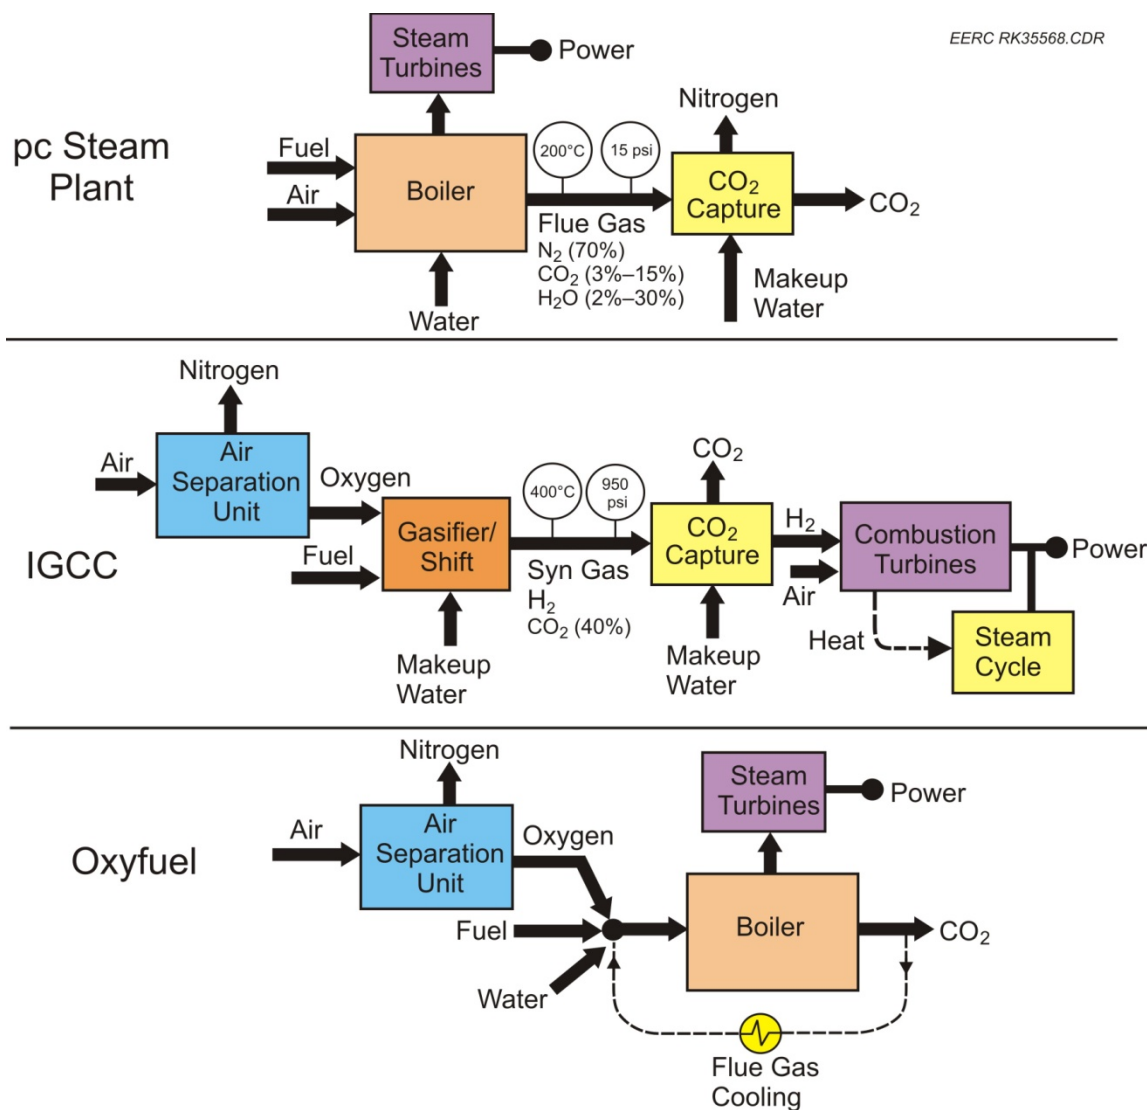 EERC RK35568.CDR
pc Steam
Plant
Steam
Turbines
Power
Fuel
Air
Boiler
Water
200°C
15 psi
Flue Gas
N₂ (70%)
CO₂ (3%–15%)
H₂O (2%–30%)
Nitrogen
CO₂
Capture
CO₂
Makeup
Water
IGCC
Nitrogen
Air
Air
Separation
Unit
Oxygen
Fuel
Gasifier/
Shift
Makeup
Water
400°C
950
psi
Syn Gas
H₂
CO₂ (40%)
CO₂
CO₂
Capture
Makeup
Water
H₂
Air
Combustion
Turbines
Power
Heat
Steam
Cycle
Oxyfuel
Nitrogen
Air
Air
Separation
Unit
Oxygen
Fuel
Water
Steam
Turbines
Power
Boiler
CO₂
Flue Gas
Cooling